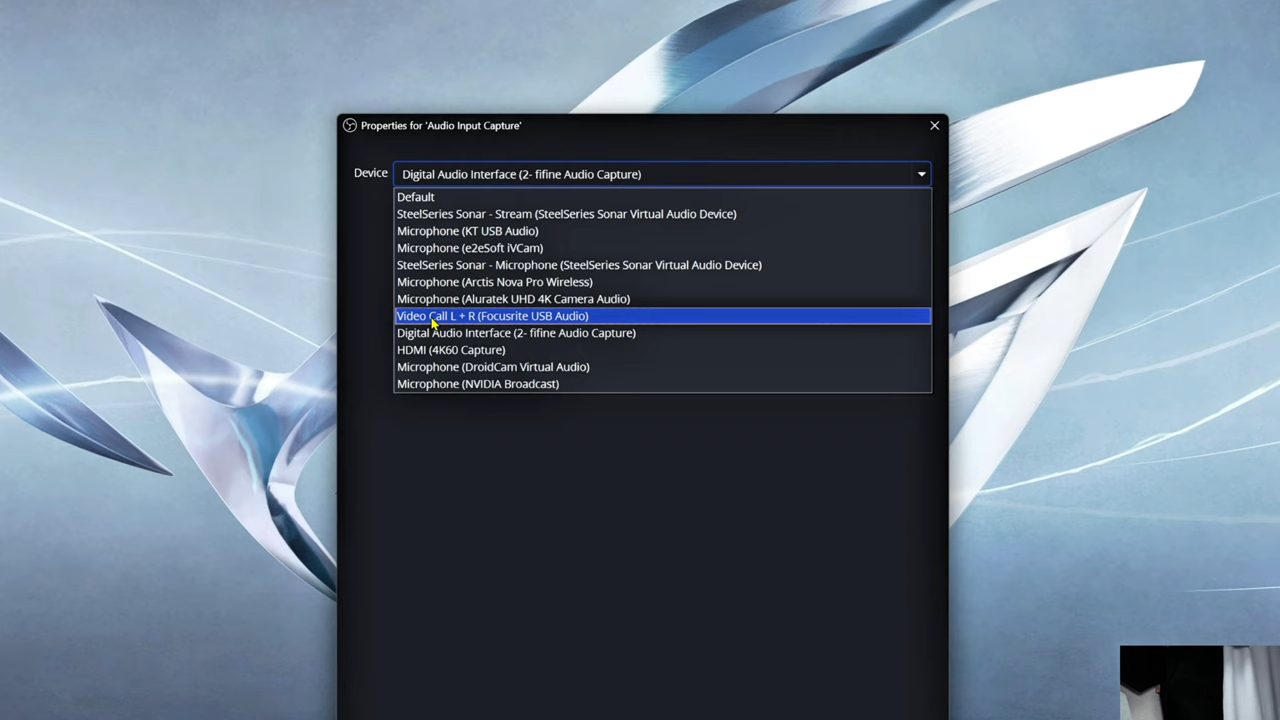 Properties for 'Audio Input Capture'
Device
Digital Audio Interface (2- fifine Audio Capture)
Default
SteelSeries Sonar - Stream (SteelSeries Sonar Virtual Audio Device)
Microphone (KT USB Audio)
Microphone (e2eSoft iVCam)
SteelSeries Sonar - Microphone (SteelSeries Sonar Virtual Audio Device)
Microphone (Arctis Nova Pro Wireless)
Microphone (Aluratek UHD 4K Camera Audio)
Video Call L + R (Focusrite USB Audio)
Digital Audio Interface (2- fifine Audio Capture)
HDMI (4K60 Capture)
Microphone (DroidCam Virtual Audio)
Microphone (NVIDIA Broadcast)